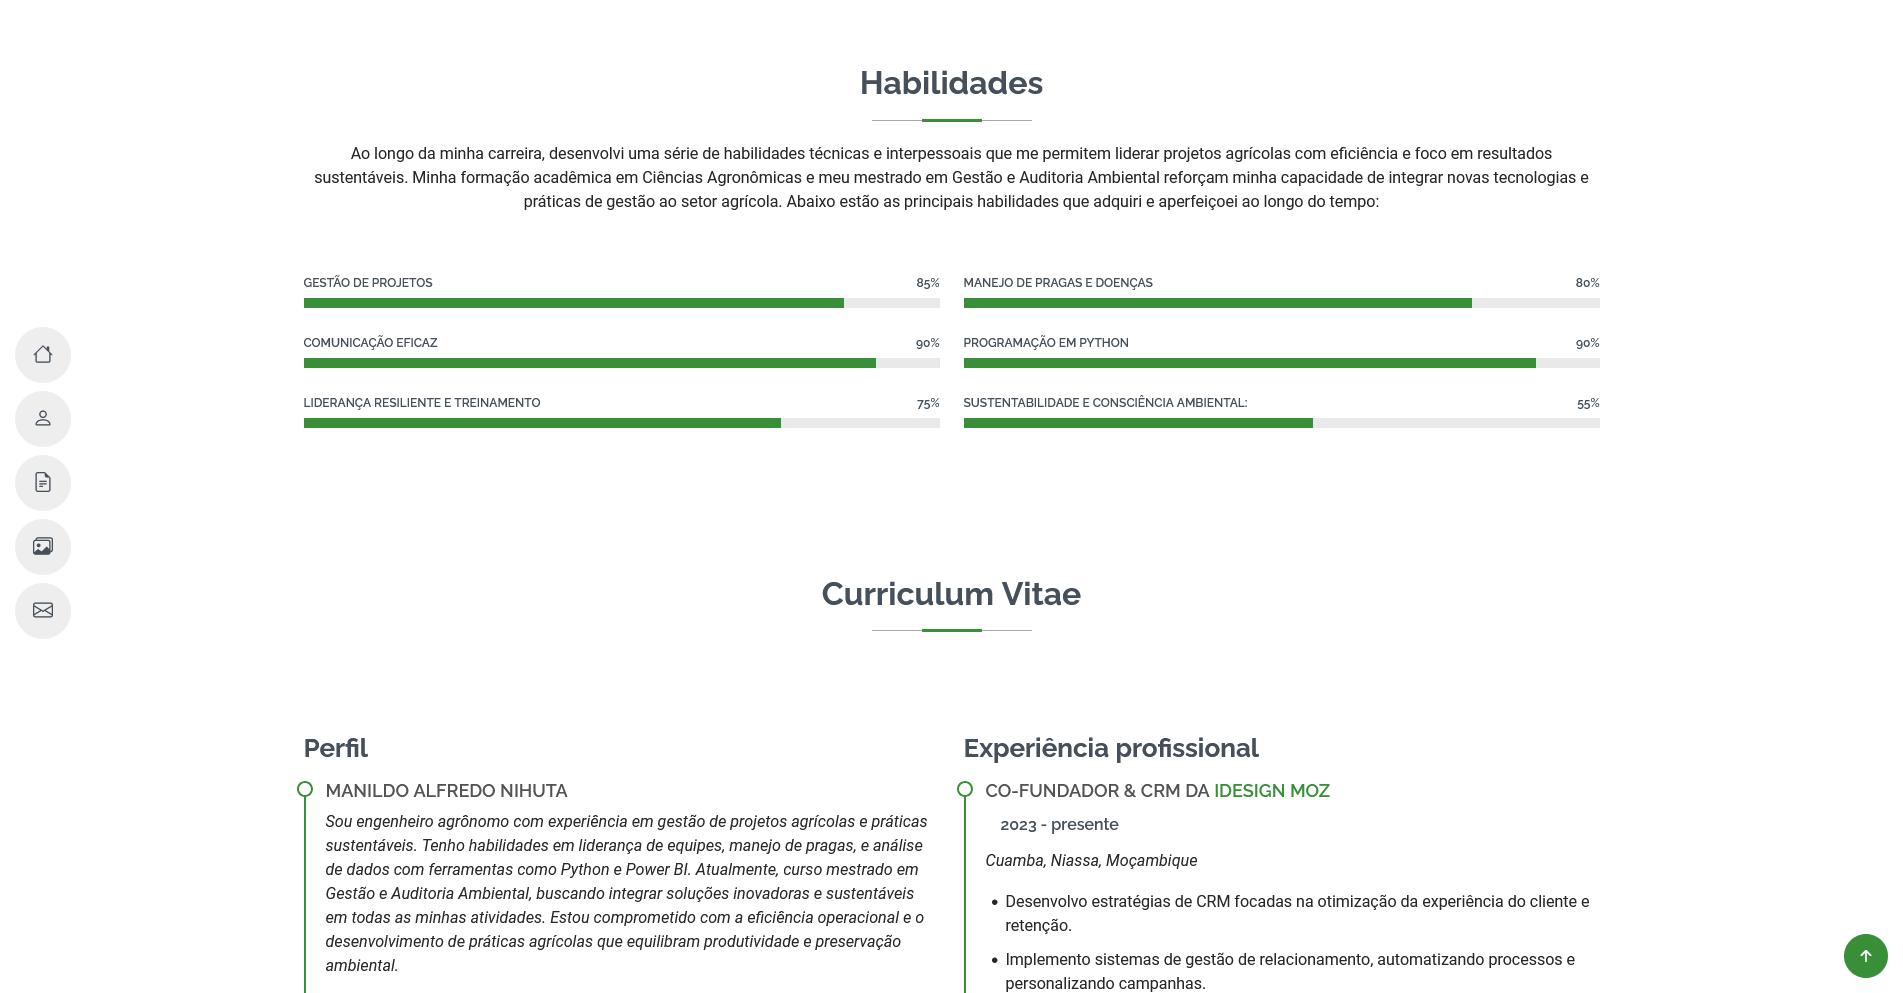 Habilidades
Ao longo da minha carreira, desenvolvi uma série de habilidades técnicas e interpessoais que me permitem liderar projetos agrícolas com eficiência e foco em resultados
sustentáveis. Minha formação acadêmica em Ciências Agronômicas e meu mestrado em Gestão e Auditoria Ambiental reforçam minha capacidade de integrar novas tecnologias e
práticas de gestão ao setor agrícola. Abaixo estão as principais habilidades que adquiri e aperfeiçoei ao longo do tempo:
GESTÃO DE PROJETOS 85%
COMUNICAÇÃO EFICAZ 90%
LIDERANÇA RESILIENTE E TREINAMENTO 75%
MANEJO DE PRAGAS E DOENÇAS 80%
PROGRAMAÇÃO EM PYTHON 90%
SUSTENTABILIDADE E CONSCIÊNCIA AMBIENTAL: 55%
Curriculum Vitae
Perfil
MANILDO ALFREDO NIHUTA
Sou engenheiro agrônomo com experiência em gestão de projetos agrícolas e práticas
sustentáveis. Tenho habilidades em liderança de equipes, manejo de pragas, e análise
de dados com ferramentas como Python e Power BI. Atualmente, curso mestrado em
Gestão e Auditoria Ambiental, buscando integrar soluções inovadoras e sustentáveis
em todas as minhas atividades. Estou comprometido com a eficiência operacional e o
desenvolvimento de práticas agrícolas que equilibram produtividade e preservação
ambiental.
Experiência profissional
CO-FUNDADOR & CRM DA IDESIGN MOZ
2023 - presente
Cuamba, Niassa, Moçambique
• Desenvolvo estratégias de CRM focadas na otimização da experiência do cliente e
retenção.
• Implemento sistemas de gestão de relacionamento, automatizando processos e
personalizando campanhas.